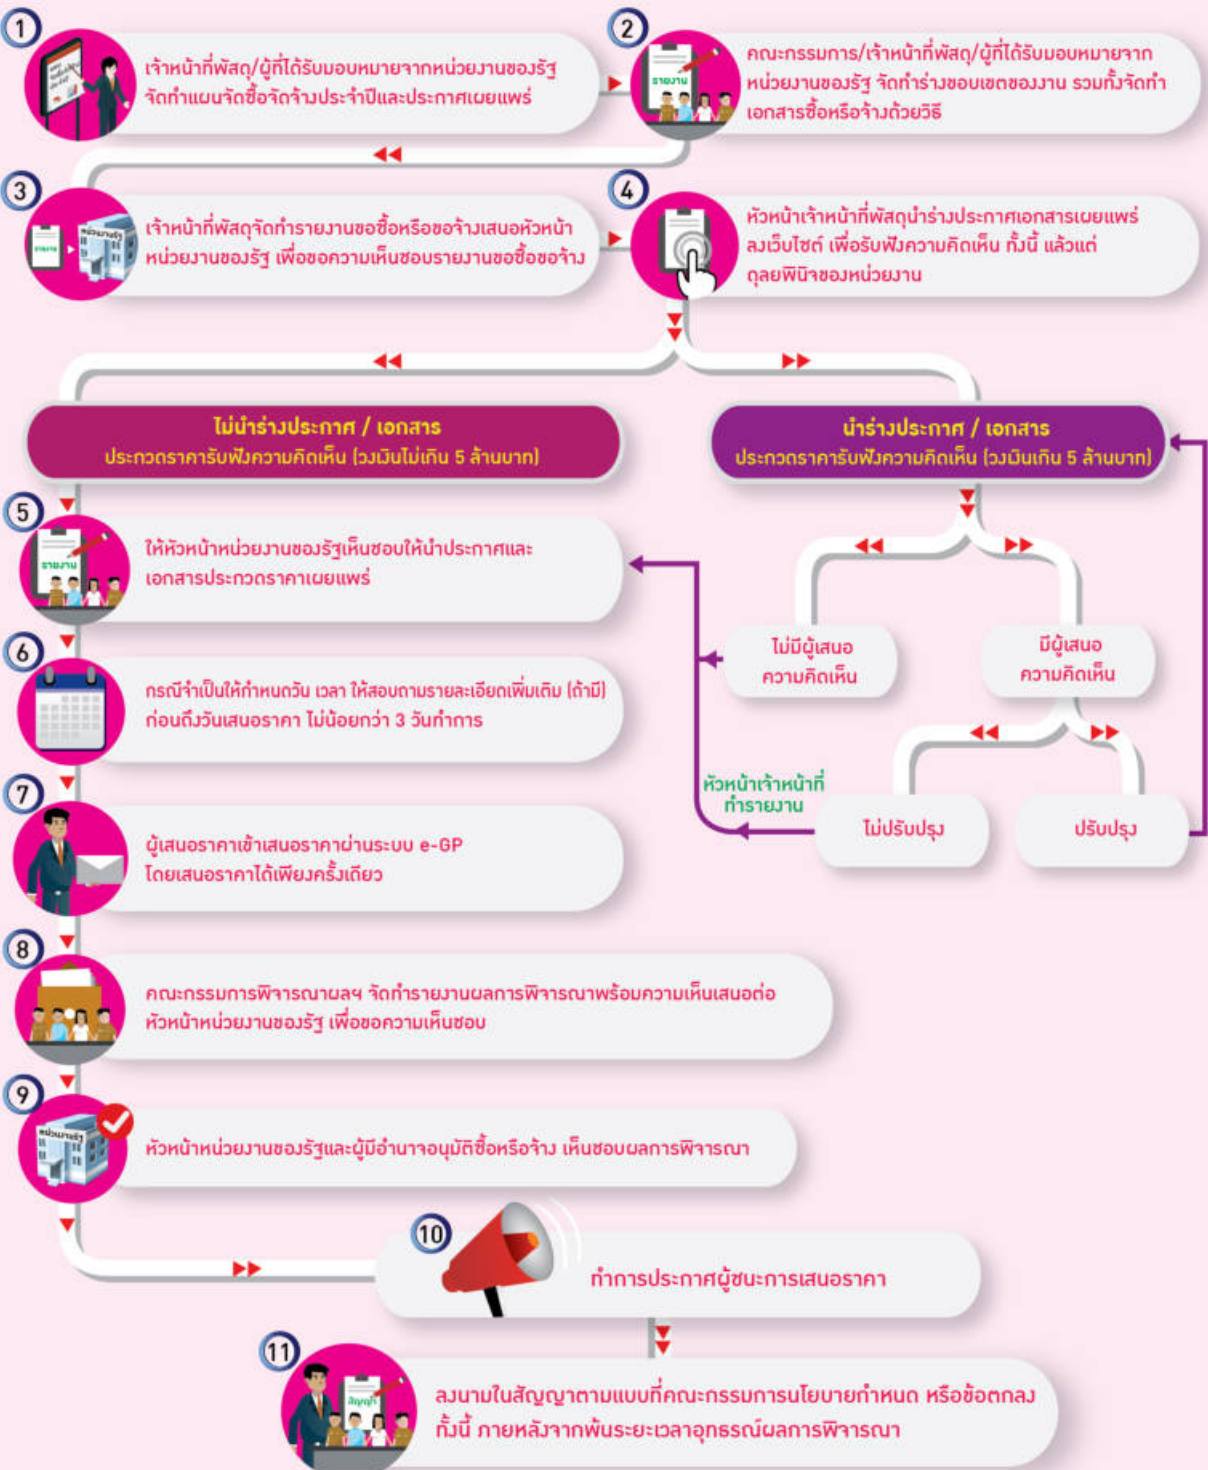 1
เจ้าหน้าที่พัสดุ/ผู้ที่ได้รับมอบหมายจากหน่วยงานของรัฐ
จัดทำแผนจัดซื้อจัดจ้างประจำปีและประกาศเผยแพร่
2
รายงาน
คณะกรรมการ/เจ้าหน้าที่พัสดุ/ผู้ที่ได้รับมอบหมายจาก
หน่วยงานของรัฐ จัดทำร่างขอบเขตของงาน รวมทั้งจัดทำ
เอกสารซื้อหรือจ้างด้วยวิธี
3
รายงาน
หน่วยงานรัฐ
เจ้าหน้าที่พัสดุจัดทำรายงานขอซื้อหรือขอจ้างเสนอหัวหน้า
หน่วยงานของรัฐ เพื่อขอความเห็นชอบรายงานขอซื้อขอจ้าง
4
หัวหน้าเจ้าหน้าที่พัสดุนำร่างประกาศเอกสารเผยแพร่
ลงเว็บไซต์ เพื่อรับฟังความคิดเห็น ทั้งนี้ แล้วแต่
ดุลยพินิจของหน่วยงาน
ไม่นำร่างประกาศ / เอกสาร
ประกวดราคารับฟังความคิดเห็น (วงเงินไม่เกิน 5 ล้านบาท)
นำร่างประกาศ / เอกสาร
ประกวดราคารับฟังความคิดเห็น (วงเงินเกิน 5 ล้านบาท)
5
รายงาน
ให้หัวหน้าหน่วยงานของรัฐเห็นชอบให้นำประกาศและ
เอกสารประกวดราคาเผยแพร่
ไม่มีผู้เสนอ
ความคิดเห็น
มีผู้เสนอ
ความคิดเห็น
6
กรณีจำเป็นให้กำหนดวัน เวลา ให้สอบถามรายละเอียดเพิ่มเติม (ถ้ามี)
ก่อนถึงวันเสนอราคา ไม่น้อยกว่า 3 วันทำการ
หัวหน้าเจ้าหน้าที่
ทำรายงาน
ไม่ปรับปรุง
ปรับปรุง
7
ผู้เสนอราคาเข้าเสนอราคาผ่านระบบ e-GP
โดยเสนอราคาได้เพียงครั้งเดียว
8
คณะกรรมการพิจารณาผลฯ จัดทำรายงานผลการพิจารณาพร้อมความเห็นเสนอต่อ
หัวหน้าหน่วยงานของรัฐ เพื่อขอความเห็นชอบ
9
หน่วยงานรัฐ
หัวหน้าหน่วยงานของรัฐและผู้มีอำนาจอนุมัติซื้อหรือจ้าง เห็นชอบผลการพิจารณา
10
ทำการประกาศผู้ชนะการเสนอราคา
11
สัญญา
ลงนามในสัญญาตามแบบที่คณะกรรมการนโยบายกำหนด หรือข้อตกลง
ทั้งนี้ ภายหลังจากพ้นระยะเวลาอุทธรณ์ผลการพิจารณา